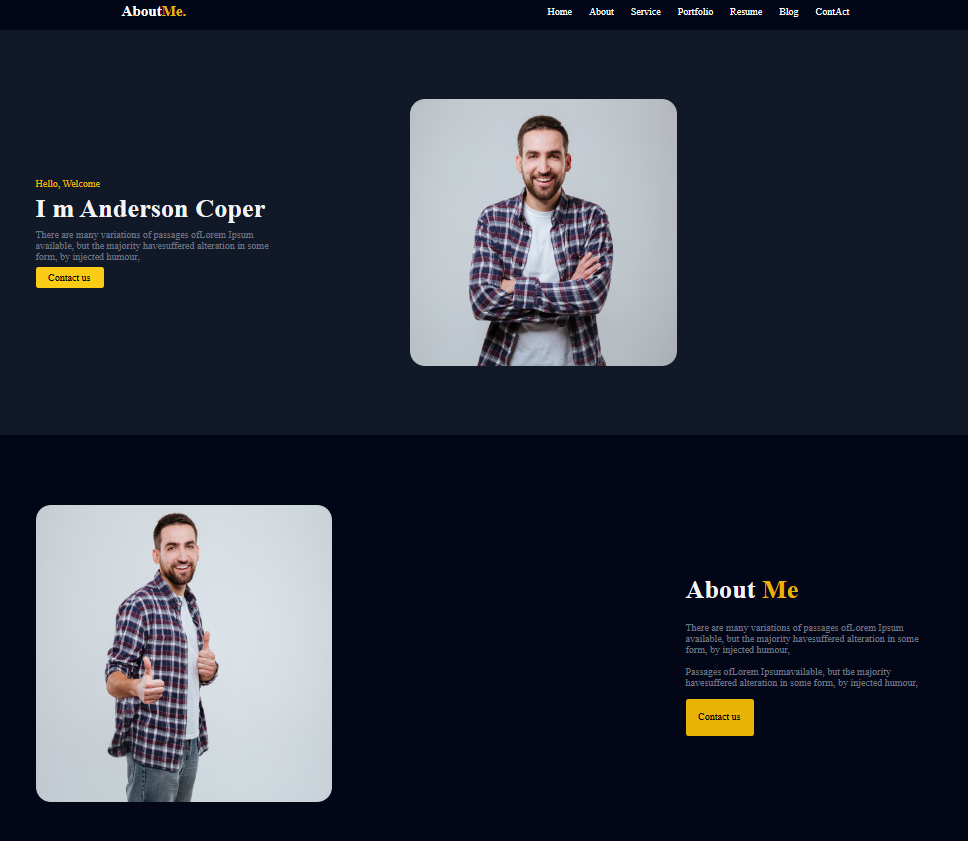 AboutMe.
Home About Service Portfolio Resume Blog ContAct
Hello, Welcome
I m Anderson Coper
There are many variations of passages ofLorem Ipsum
available, but the majority havesuffered alteration in some
form, by injected humour,
Contact us
About Me
There are many variations of passages ofLorem Ipsum
available, but the majority havesuffered alteration in some
form, by injected humour,
Passages ofLorem Ipsumavailable, but the majority
havesuffered alteration in some form, by injected humour,
Contact us